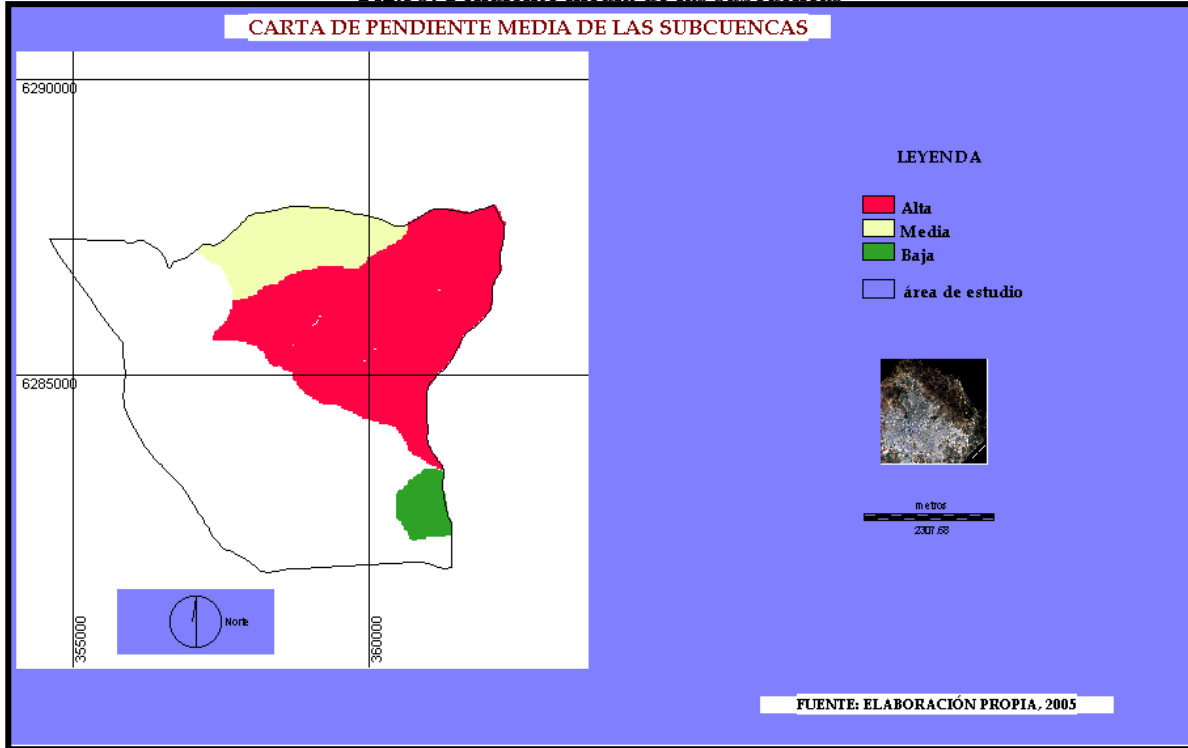 CARTA DE PENDIENTE MEDIA DE LAS SUBCUENCAS
6290000
6285000
355000
360000
Norte
LEYENDA
Alta
Media
Baja
área de estudio
metros
2307.68
FUENTE: ELABORACIÓN PROPIA, 2005